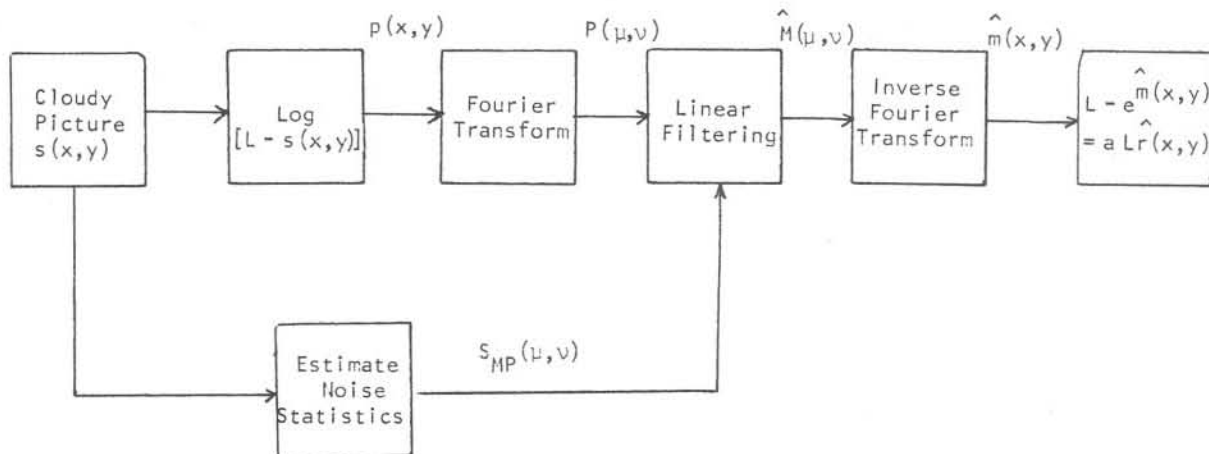 p(x,y)
P(μ,ν)
M̂(μ,ν)
m̂(x,y)
Cloudy
Picture
s(x,y)
Log
[L - s(x,y)]
Fourier
Transform
Linear
Filtering
Inverse
Fourier
Transform
L - e^m̂(x,y)
= a Lr̂(x,y)
Estimate
Noise
Statistics
S_MP(μ,ν)